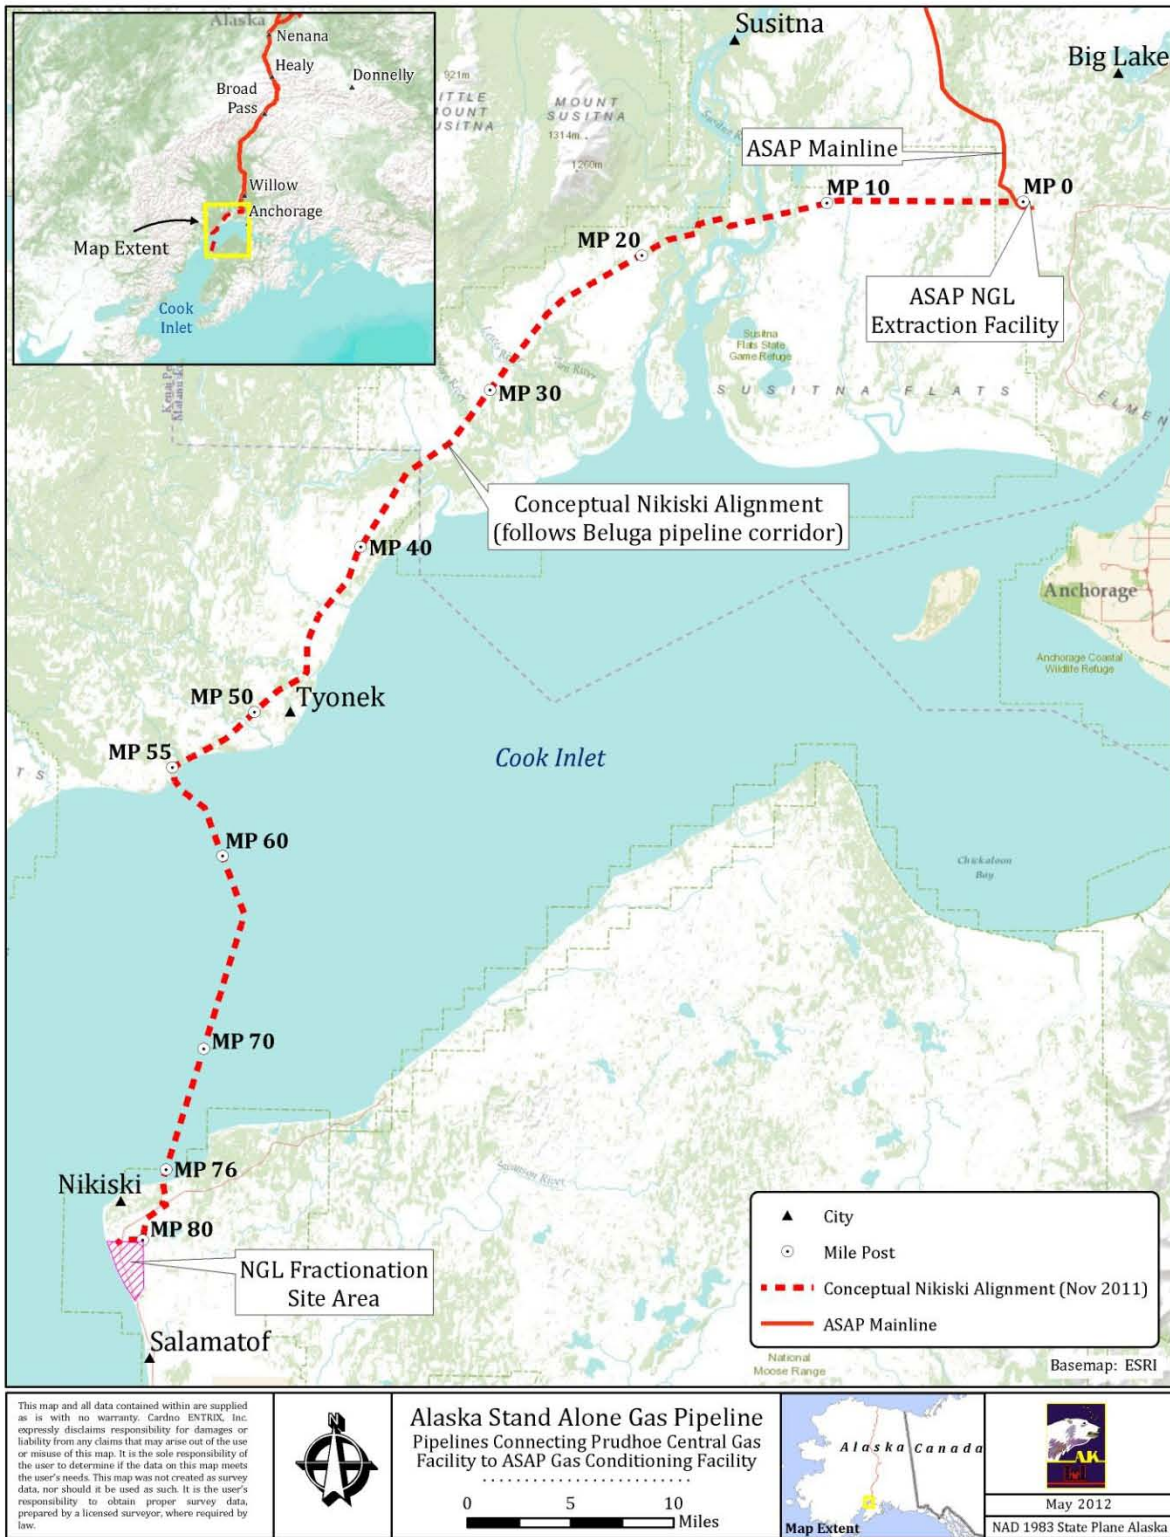 Alaska
Nenana
Healy
Donnelly
Broad
Pass
Willow
Anchorage
Map Extent
Cook
Inlet
921m
MOUNT
SUSITNA
1314m
1260m
Susitna
Big Lake
ASAP Mainline
MP 0
MP 10
MP 20
ASAP NGL
Extraction Facility
Susitna
Flats State
Game Refuge
SUSITNA FLATS
MP 30
Conceptual Nikiski Alignment
(follows Beluga pipeline corridor)
MP 40
Anchorage
Anchorage Coastal
Wildlife Refuge
MP 50
Tyonek
MP 55
Cook Inlet
MP 60
Chickaloon
Bay
MP 70
MP 76
Nikiski
MP 80
NGL Fractionation
Site Area
Salamatof
National
Moose Range
City
Mile Post
Conceptual Nikiski Alignment (Nov 2011)
ASAP Mainline
Basemap: ESRI
This map and all data contained within are supplied
as is with no warranty. Cardno ENTRIX, Inc.
expressly disclaims responsibility for damages or
liability from any claims that may arise out of the use
or misuse of this map. It is the sole responsibility of
the user to determine if the data on this map meets
the user's needs. This map was not created as survey
data, nor should it be used as such. It is the user's
responsibility to obtain proper survey data,
prepared by a licensed surveyor, where required by
law.
N
Alaska Stand Alone Gas Pipeline
Pipelines Connecting Prudhoe Central Gas
Facility to ASAP Gas Conditioning Facility
0 5 10
Miles
Alaska Canada
Map Extent
AK
May 2012
NAD 1983 State Plane Alaska